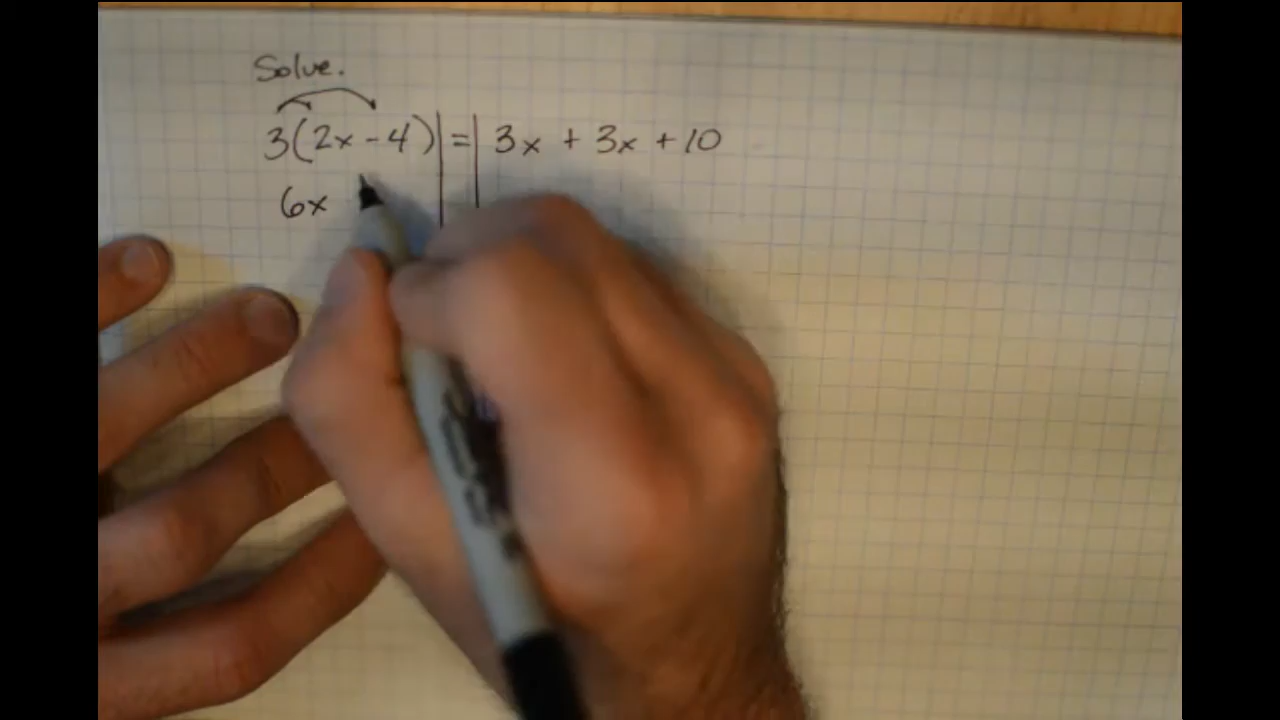 Solve.
3(2x - 4) = 3x + 3x + 10
6x